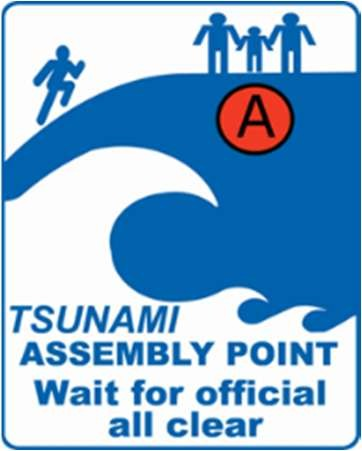 A
TSUNAMI
ASSEMBLY POINT
Wait for official
all clear